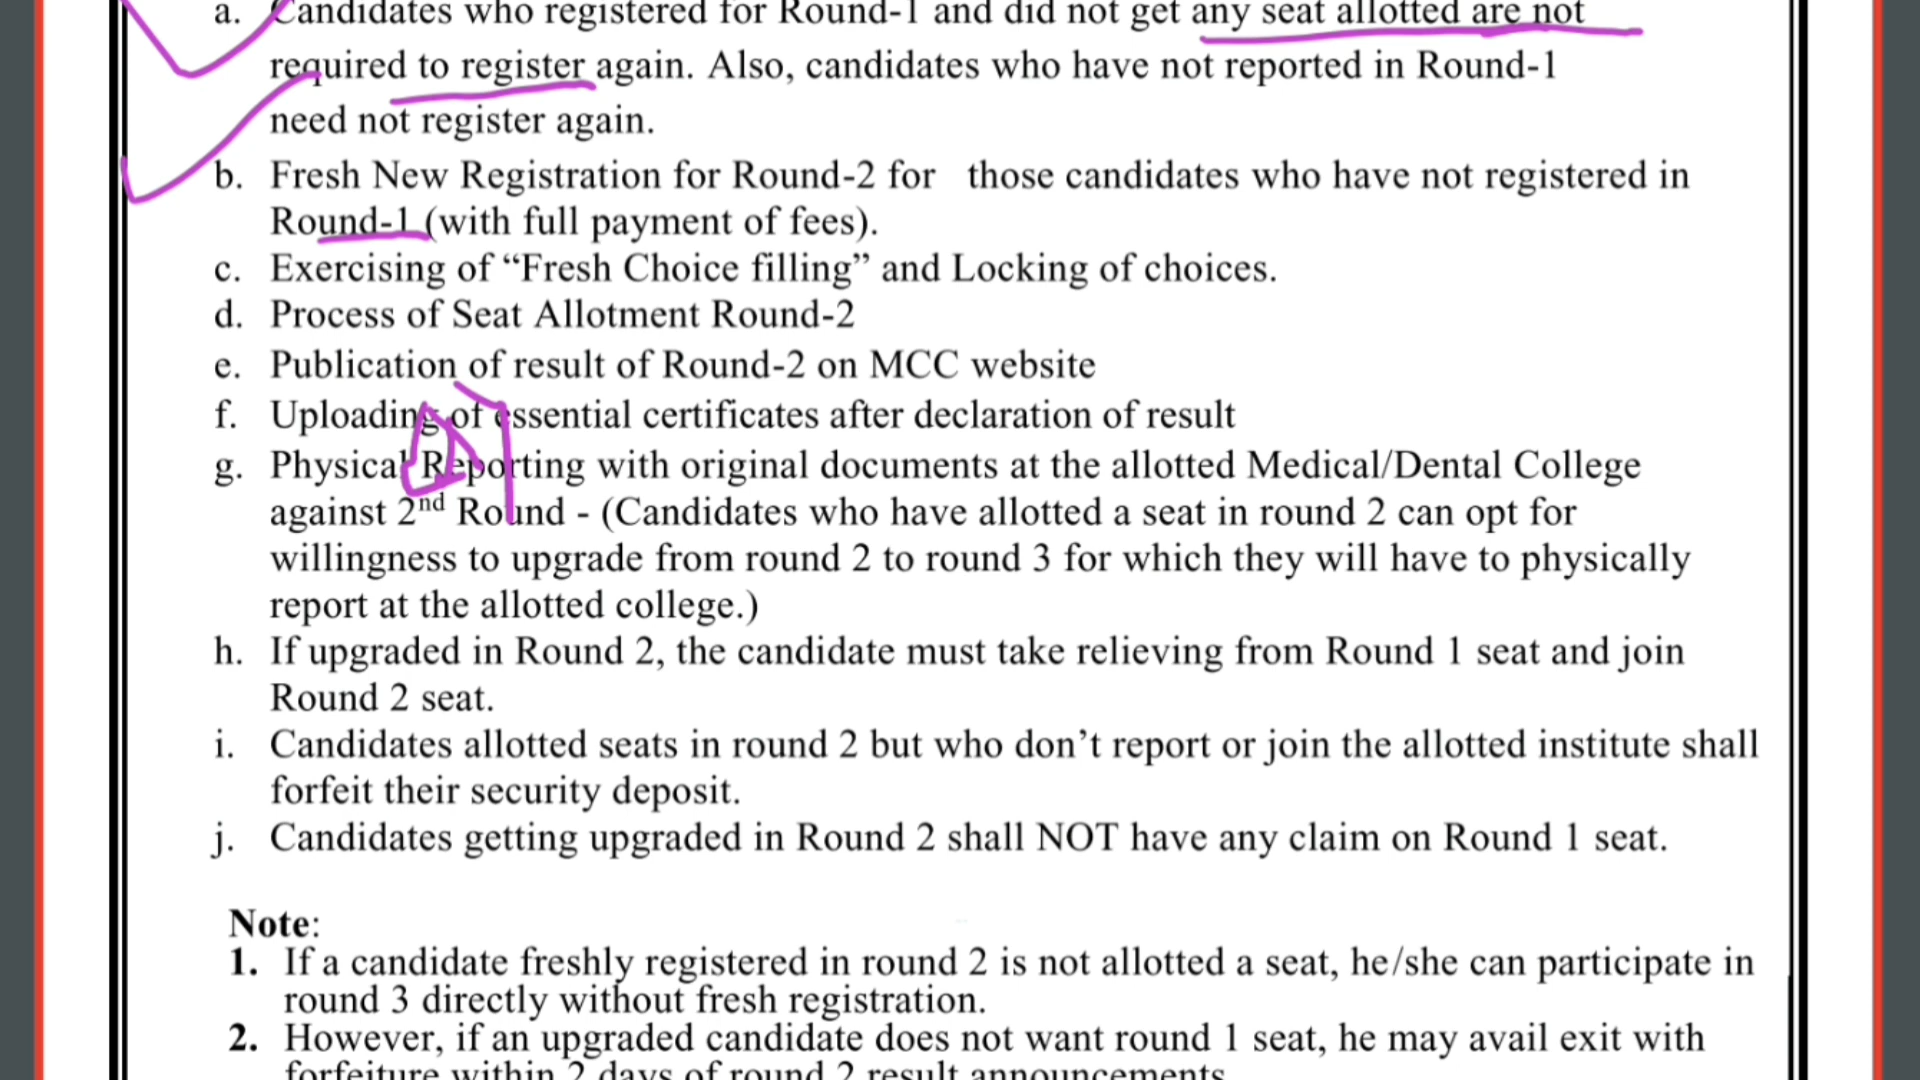 a. Candidates who registered for Round-1 and did not get any seat allotted are not
required to register again. Also, candidates who have not reported in Round-1
need not register again.
b. Fresh New Registration for Round-2 for those candidates who have not registered in
Round-1 (with full payment of fees).
c. Exercising of “Fresh Choice filling” and Locking of choices.
d. Process of Seat Allotment Round-2
e. Publication of result of Round-2 on MCC website
f. Uploading of essential certificates after declaration of result
g. Physical Reporting with original documents at the allotted Medical/Dental College
against 2nd Round - (Candidates who have allotted a seat in round 2 can opt for
willingness to upgrade from round 2 to round 3 for which they will have to physically
report at the allotted college.)
h. If upgraded in Round 2, the candidate must take relieving from Round 1 seat and join
Round 2 seat.
i. Candidates allotted seats in round 2 but who don’t report or join the allotted institute shall
forfeit their security deposit.
j. Candidates getting upgraded in Round 2 shall NOT have any claim on Round 1 seat.
Note:
1. If a candidate freshly registered in round 2 is not allotted a seat, he/she can participate in
round 3 directly without fresh registration.
2. However, if an upgraded candidate does not want round 1 seat, he may avail exit with
forfeiture within 2 days of round 2 result announcements.